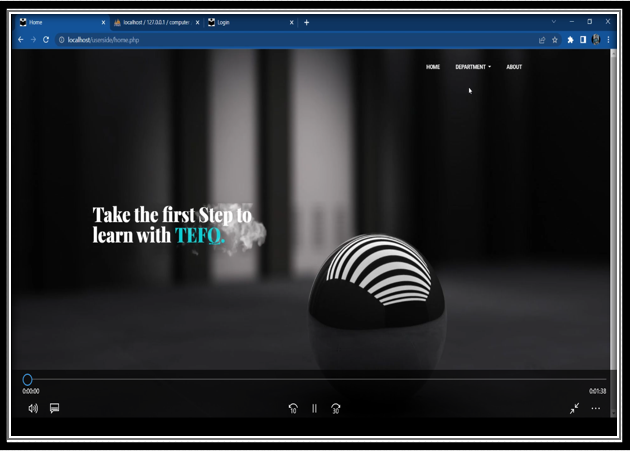 Home
localhost / 127.0.0.1 / computer
Login
localhost/userside/home.php
HOME
DEPARTMENT
ABOUT
Take the first Step to
learn with TEFO.
0:00:00
0:01:38
10
30